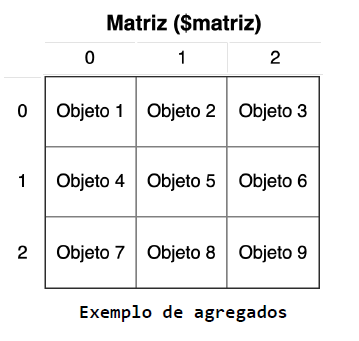 Matriz ($matriz)
0 1 2
0 Objeto 1 Objeto 2 Objeto 3
1 Objeto 4 Objeto 5 Objeto 6
2 Objeto 7 Objeto 8 Objeto 9
Exemplo de agregados